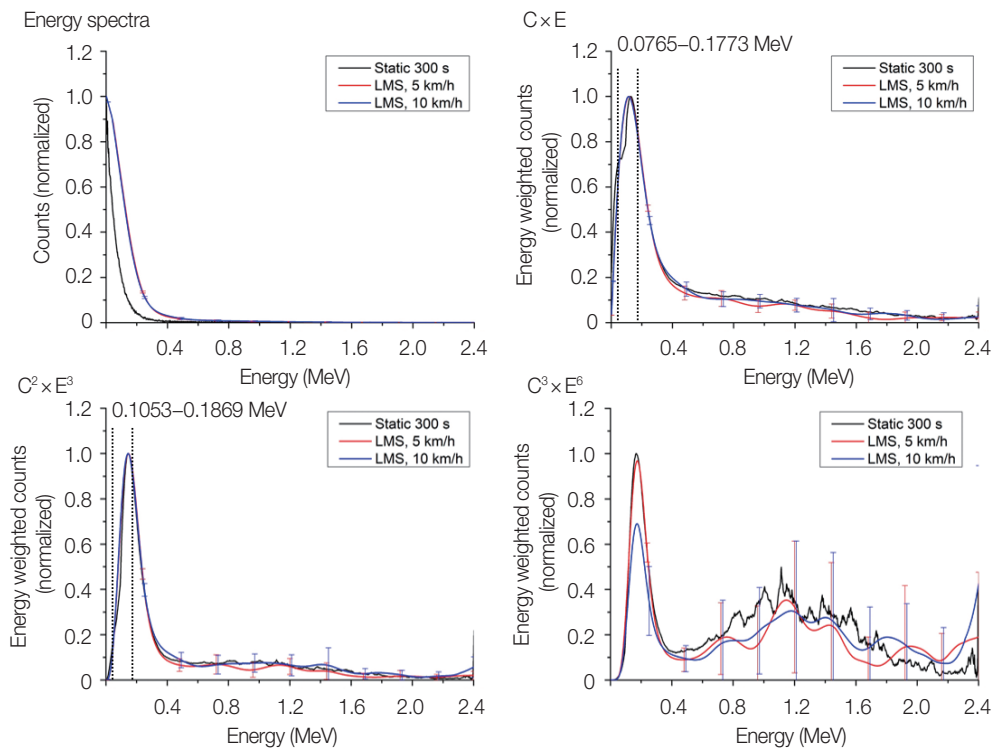 Energy spectra
1.2
1.0
0.8
0.6
0.4
0.2
0
Counts (normalized)
Static 300 s
LMS, 5 km/h
LMS, 10 km/h
0.4 0.8 1.2 1.6 2.0 2.4
Energy (MeV)
C×E
0.0765–0.1773 MeV
1.2
1.0
0.8
0.6
0.4
0.2
0
Energy weighted counts
(normalized)
Static 300 s
LMS, 5 km/h
LMS, 10 km/h
0.4 0.8 1.2 1.6 2.0 2.4
Energy (MeV)
C²×E³
0.1053–0.1869 MeV
1.2
1.0
0.8
0.6
0.4
0.2
0
Energy weighted counts
(normalized)
Static 300 s
LMS, 5 km/h
LMS, 10 km/h
0.4 0.8 1.2 1.6 2.0 2.4
Energy (MeV)
C³×E⁶
1.2
1.0
0.8
0.6
0.4
0.2
0
Energy weighted counts
(normalized)
Static 300 s
LMS, 5 km/h
LMS, 10 km/h
0.4 0.8 1.2 1.6 2.0 2.4
Energy (MeV)